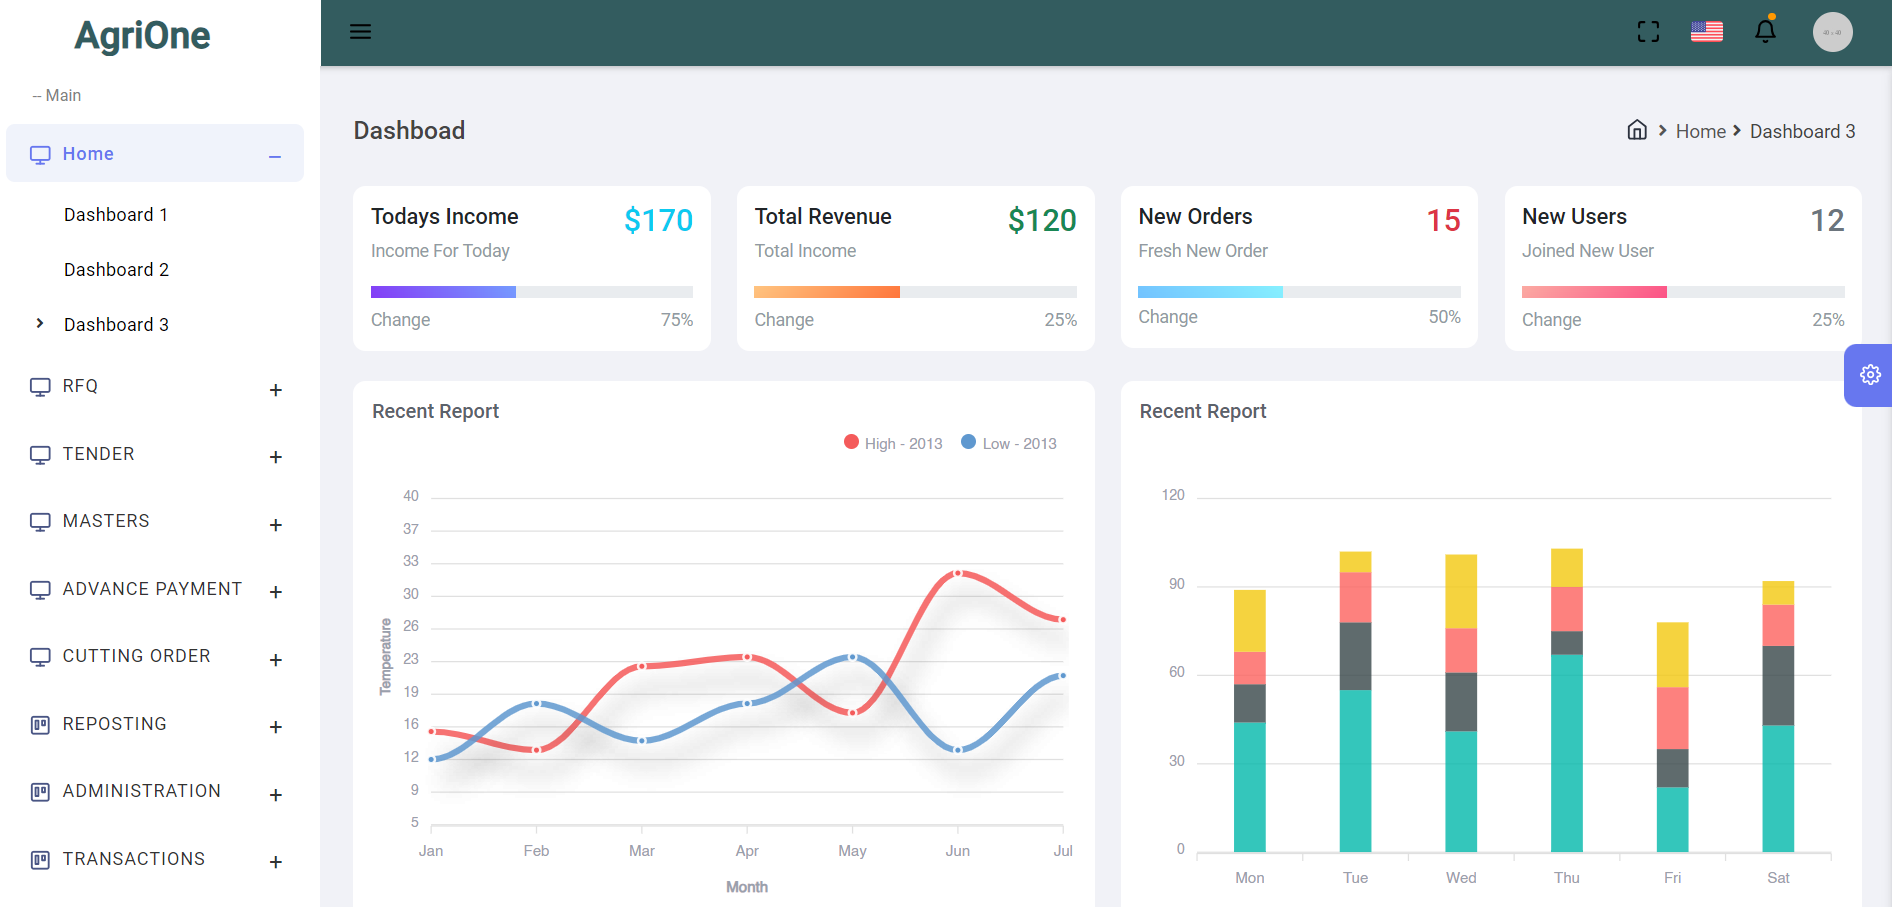 AgriOne
-- Main
Home
Dashboard 1
Dashboard 2
Dashboard 3
RFQ
TENDER
MASTERS
ADVANCE PAYMENT
CUTTING ORDER
REPOSTING
ADMINISTRATION
TRANSACTIONS
40 x 40
Dashboad
Home
Dashboard 3
Todays Income $170
Income For Today
Change 75%
Total Revenue $120
Total Income
Change 25%
New Orders 15
Fresh New Order
Change 50%
New Users 12
Joined New User
Change 25%
Recent Report
High - 2013 Low - 2013
40
37
33
30
26
23
19
16
12
9
5
Temperature
Jan Feb Mar Apr May Jun Jul
Month
Recent Report
120
90
60
30
0
Mon Tue Wed Thu Fri Sat